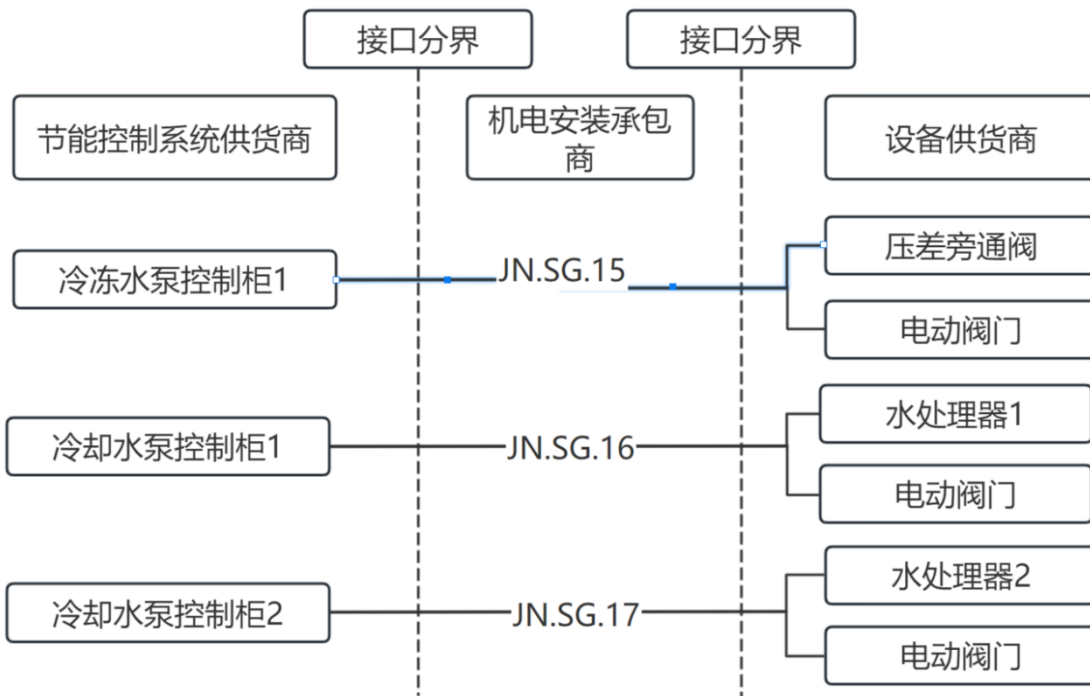 接口分界
接口分界
节能控制系统供货商
机电安装承包
商
设备供货商
冷冻水泵控制柜1
JN.SG.15
压差旁通阀
电动阀门
冷却水泵控制柜1
JN.SG.16
水处理器1
电动阀门
冷却水泵控制柜2
JN.SG.17
水处理器2
电动阀门